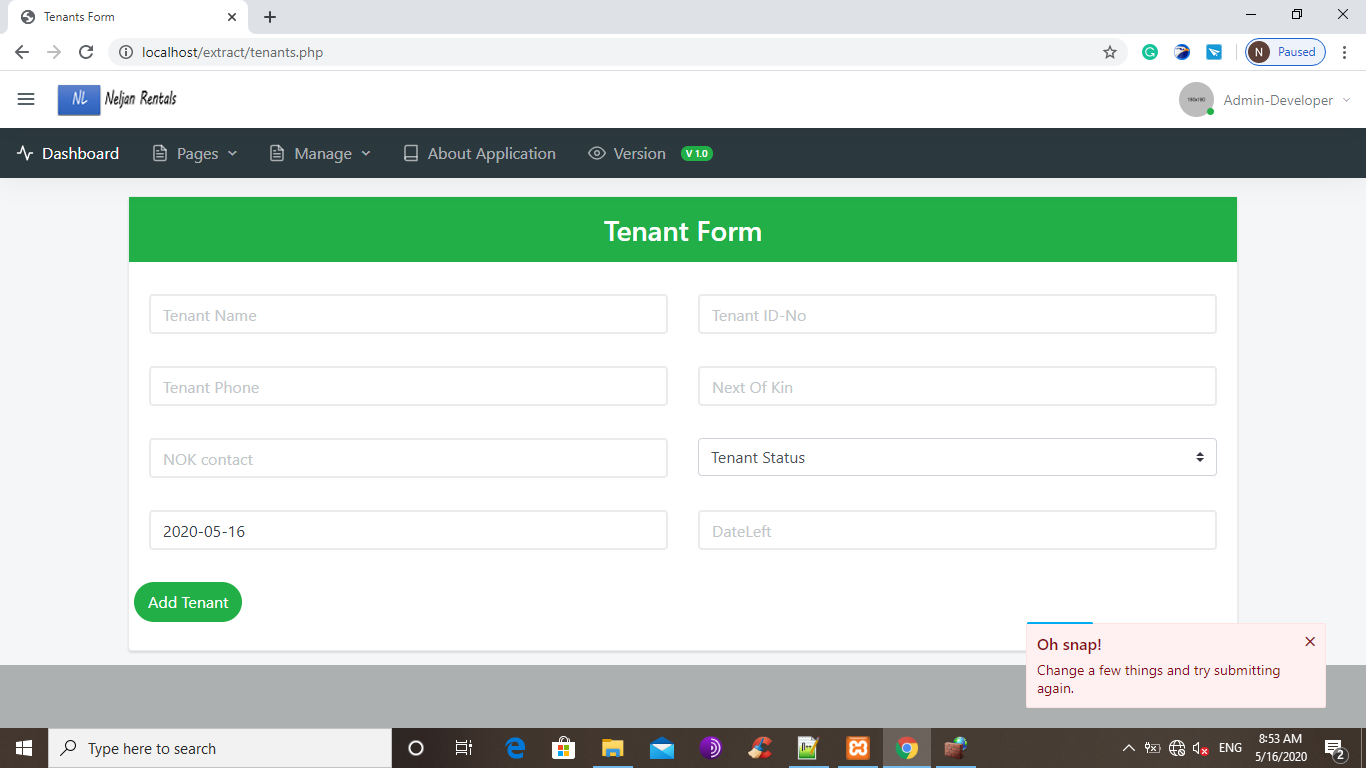 Tenants Form
localhost/extract/tenants.php
N Paused
NL Neljan Rentals
Admin-Developer
Dashboard Pages Manage About Application Version V 1.0
Tenant Form
Tenant Name Tenant ID-No
Tenant Phone Next Of Kin
NOK contact Tenant Status
2020-05-16 DateLeft
Add Tenant
Oh snap!
Change a few things and try submitting
again.
Type here to search
ENG
8:53 AM
5/16/2020
2